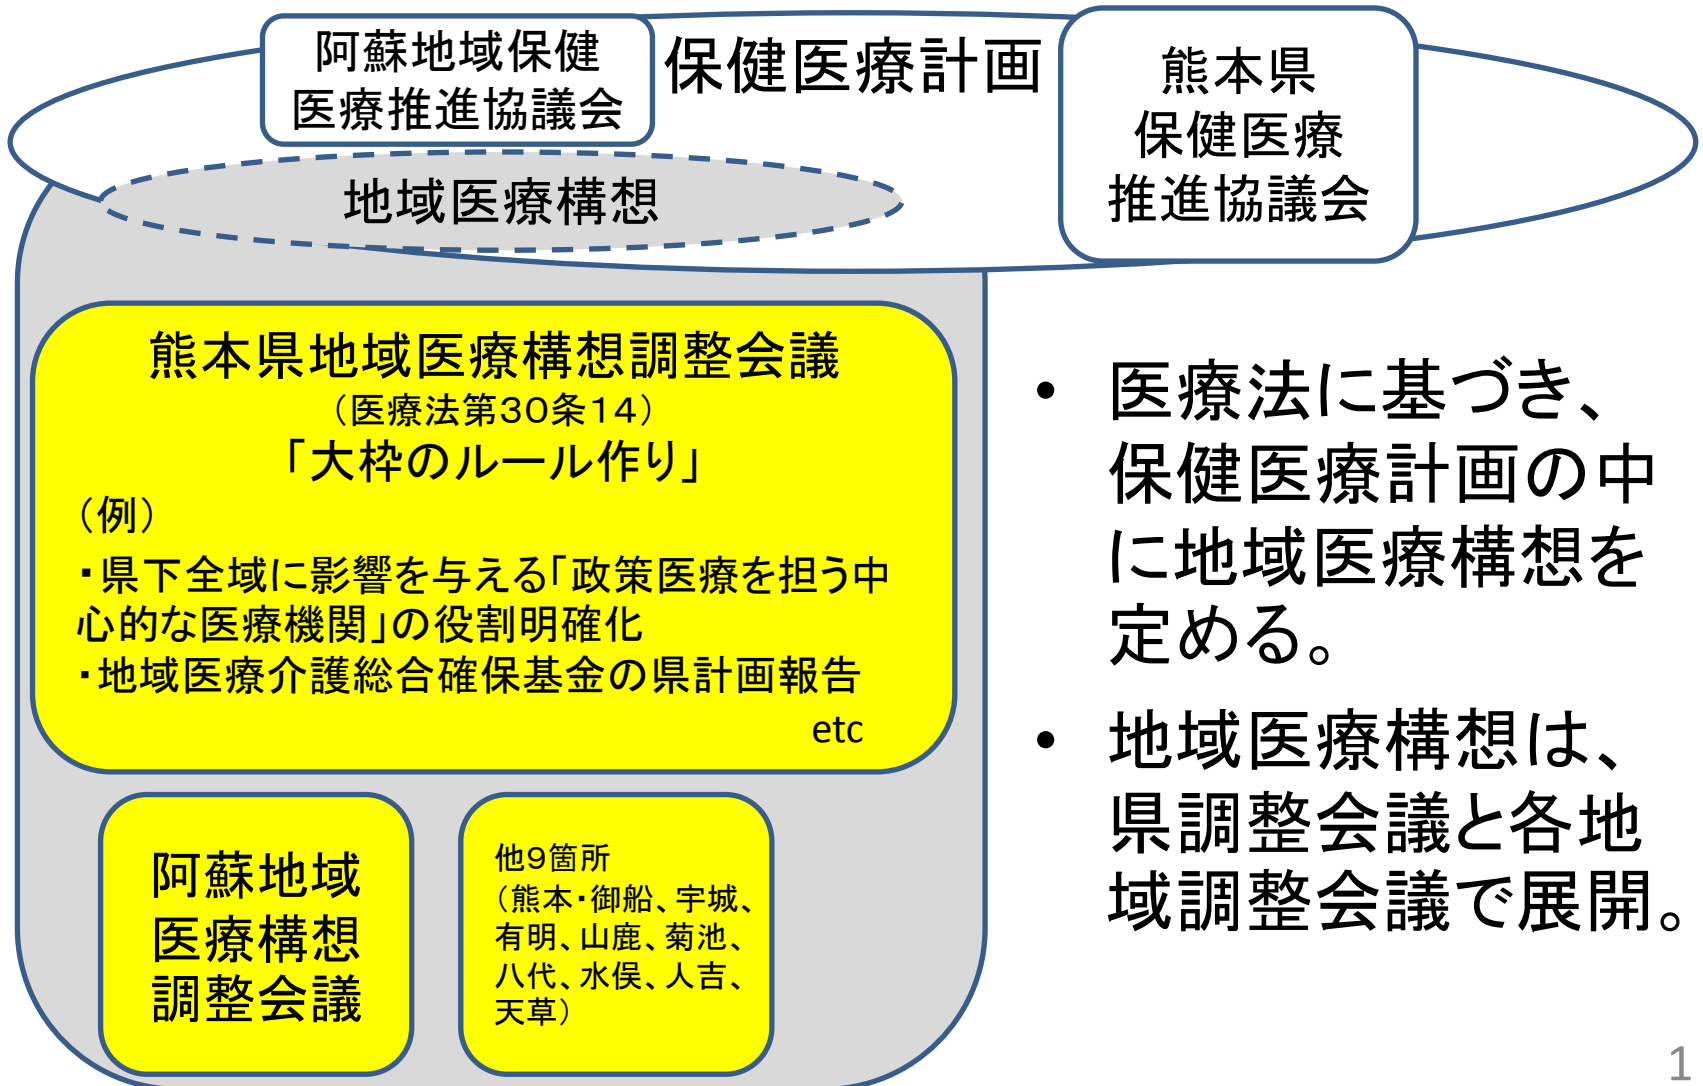 阿蘇地域保健
医療推進協議会
保健医療計画
熊本県
保健医療
推進協議会
地域医療構想
熊本県地域医療構想調整会議
（医療法第３０条１４）
「大枠のルール作り」
（例）
・県下全域に影響を与える「政策医療を担う中
心的な医療機関」の役割明確化
・地域医療介護総合確保基金の県計画報告
etc
阿蘇地域
医療構想
調整会議
他９箇所
（熊本・御船、宇城、
有明、山鹿、菊池、
八代、水俣、人吉、
天草）
• 医療法に基づき、
保健医療計画の中
に地域医療構想を
定める。
• 地域医療構想は、
県調整会議と各地
域調整会議で展開。
1